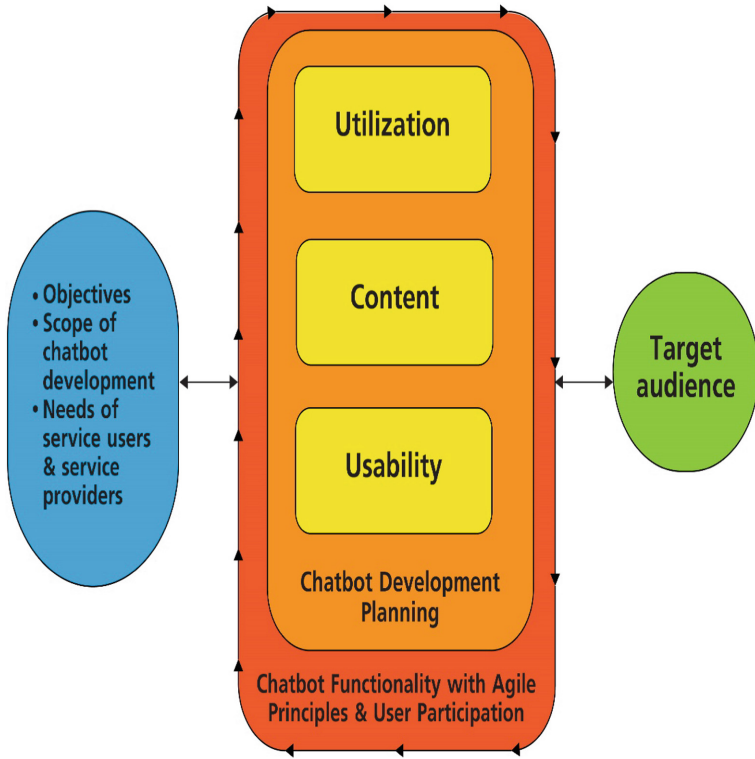 Utilization
Content
Usability
Chatbot Development
Planning
Chatbot Functionality with Agile
Principles & User Participation
• Objectives
• Scope of
chatbot
development
• Needs of
service users
& service
providers
Target
audience